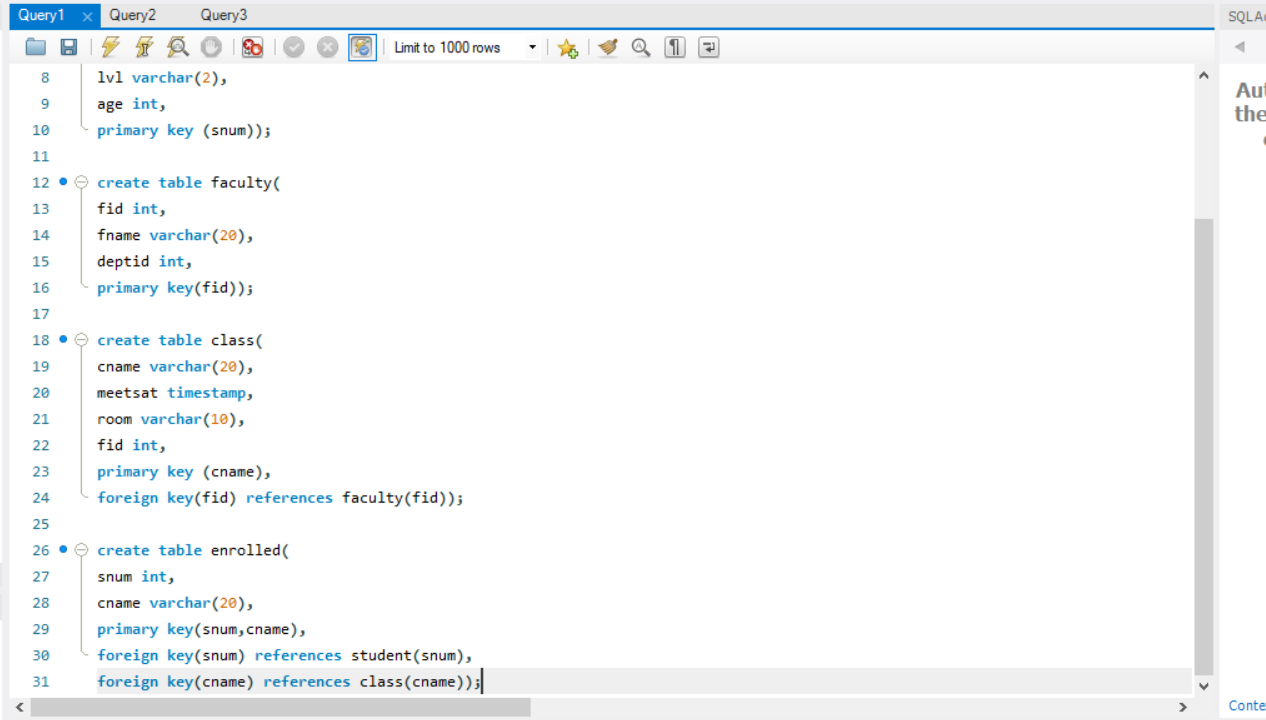 Query1 × Query2 Query3
SQLA
Limit to 1000 rows
8 lvl varchar(2),
9 age int,
10 primary key (snum));
11
12 create table faculty(
13 fid int,
14 fname varchar(20),
15 deptid int,
16 primary key(fid));
17
18 create table class(
19 cname varchar(20),
20 meetsat timestamp,
21 room varchar(10),
22 fid int,
23 primary key (cname),
24 foreign key(fid) references faculty(fid));
25
26 create table enrolled(
27 snum int,
28 cname varchar(20),
29 primary key(snum,cname),
30 foreign key(snum) references student(snum),
31 foreign key(cname) references class(cname));
Aut
the
Conte